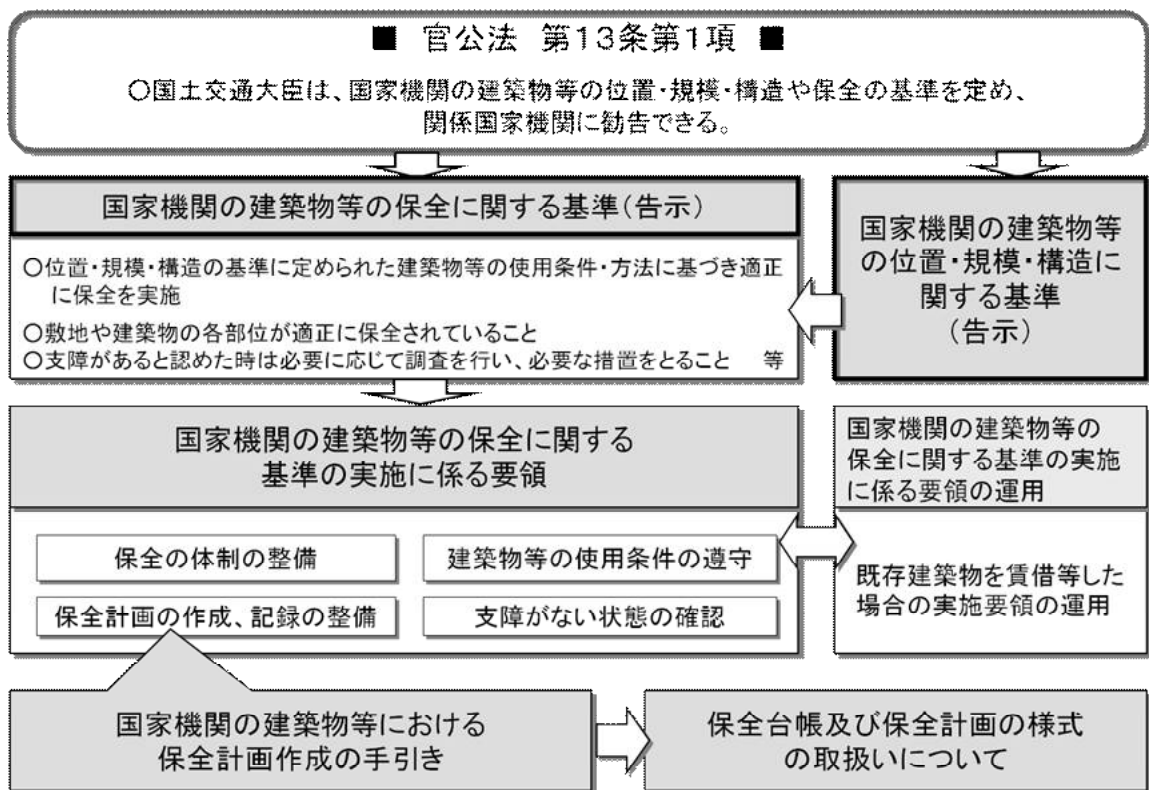 ■ 官公法 第13条第1項 ■
○国土交通大臣は、国家機関の建築物等の位置・規模・構造や保全の基準を定め、
関係国家機関に勧告できる。
国家機関の建築物等の保全に関する基準(告示)
○位置・規模・構造の基準に定められた建築物等の使用条件・方法に基づき適正
に保全を実施
○敷地や建築物の各部位が適正に保全されていること
○支障があると認めた時は必要に応じて調査を行い、必要な措置をとること 等
国家機関の建築物等
の位置・規模・構造に
関する基準
(告示)
国家機関の建築物等の保全に関する
基準の実施に係る要領
保全の体制の整備
建築物等の使用条件の遵守
保全計画の作成、記録の整備
支障がない状態の確認
国家機関の建築物等の
保全に関する基準の実施
に係る要領の運用
既存建築物を賃借等した
場合の実施要領の運用
国家機関の建築物等における
保全計画作成の手引き
保全台帳及び保全計画の様式
の取扱いについて